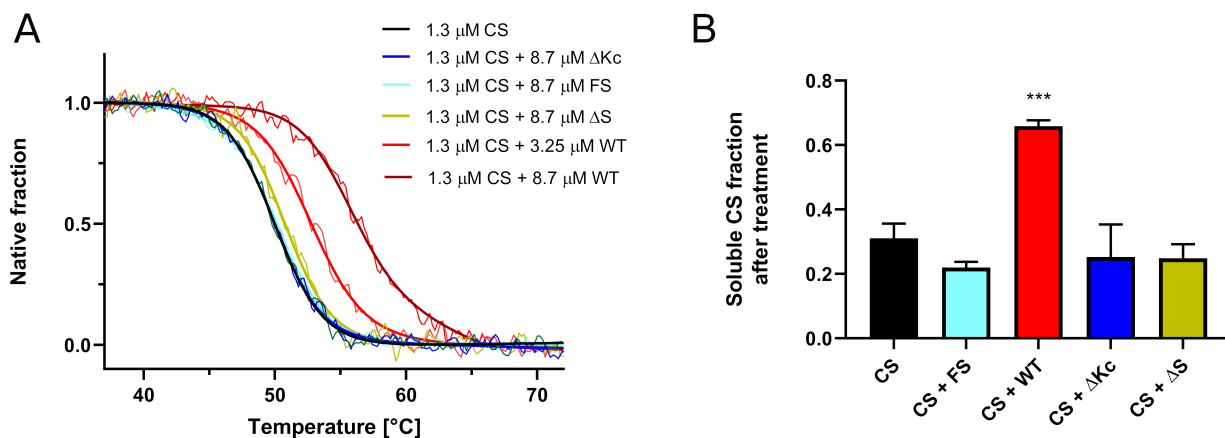 A
1.3 μM CS
1.3 μM CS + 8.7 μM ΔKc
1.3 μM CS + 8.7 μM FS
1.3 μM CS + 8.7 μM ΔS
1.3 μM CS + 3.25 μM WT
1.3 μM CS + 8.7 μM WT
Native fraction
1.0
0.5
0.0
40
50
60
70
Temperature [°C]
B
Soluble CS fraction
after treatment
0.8
0.6
0.4
0.2
0.0
***
CS
CS + FS
CS + WT
CS + ΔKc
CS + ΔS